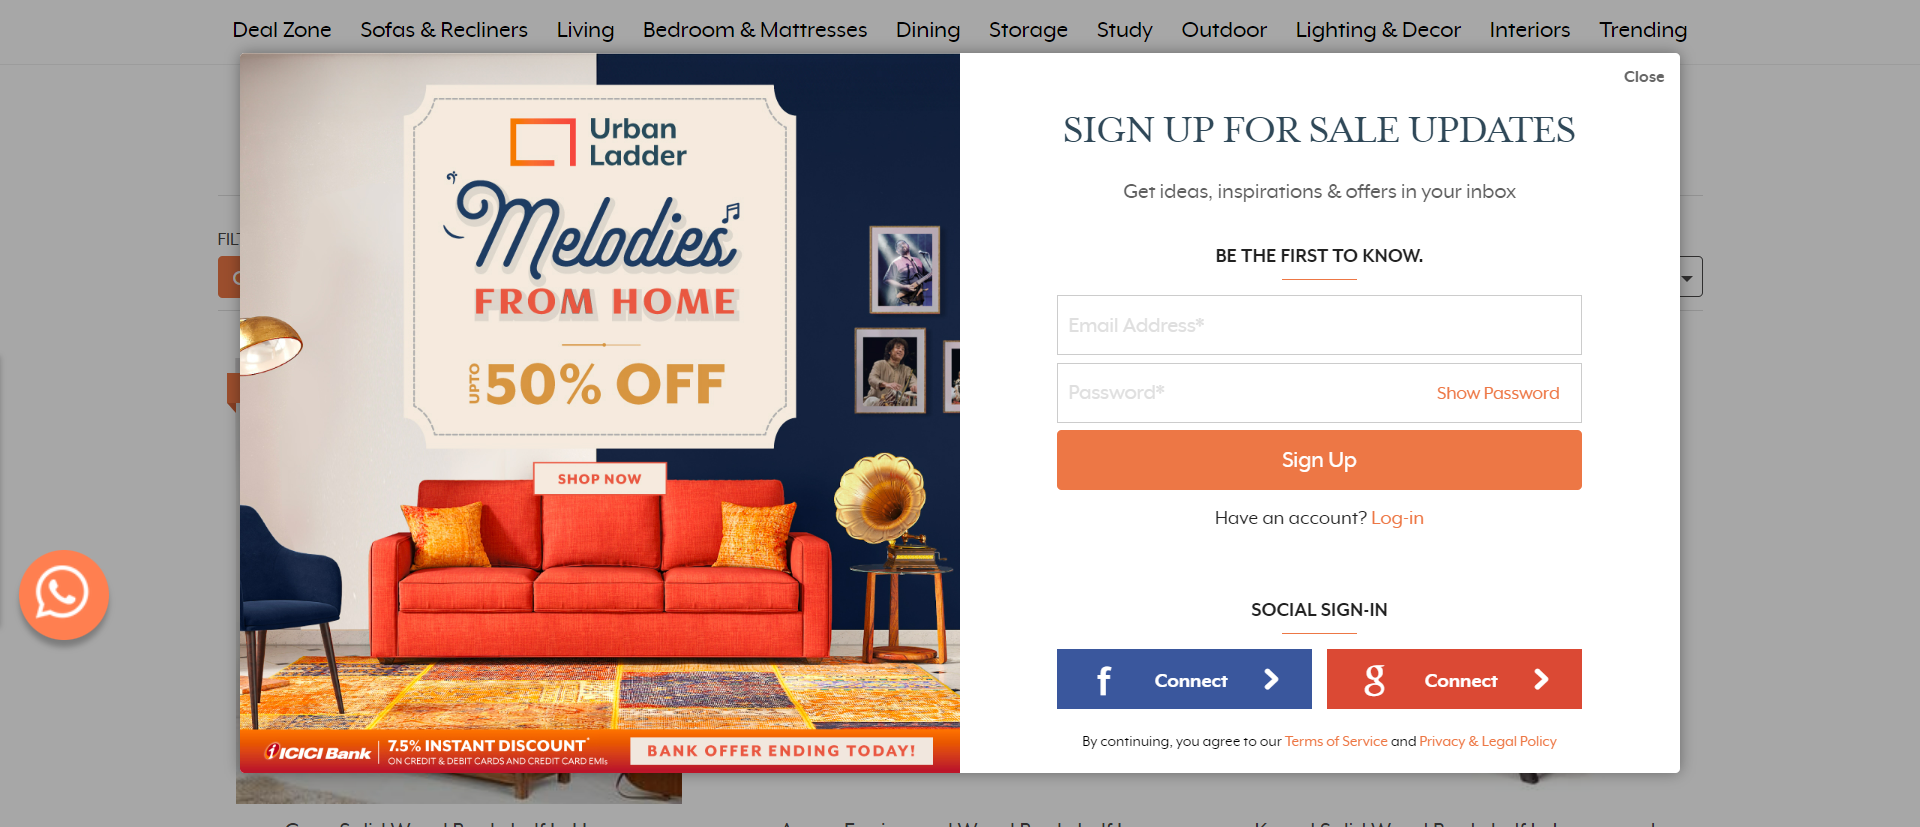 Deal Zone Sofas & Recliners Living Bedroom & Mattresses Dining Storage Study Outdoor Lighting & Decor Interiors Trending
Close
Urban
Ladder
Melodies
FROM HOME
UPTO 50% OFF
SHOP NOW
ICICI Bank
7.5% INSTANT DISCOUNT*
ON CREDIT & DEBIT CARDS AND CREDIT CARD EMIs
BANK OFFER ENDING TODAY!
SIGN UP FOR SALE UPDATES
Get ideas, inspirations & offers in your inbox
BE THE FIRST TO KNOW.
Email Address*
Password* Show Password
Sign Up
Have an account? Log-in
SOCIAL SIGN-IN
f Connect
g Connect
By continuing, you agree to our Terms of Service and Privacy & Legal Policy